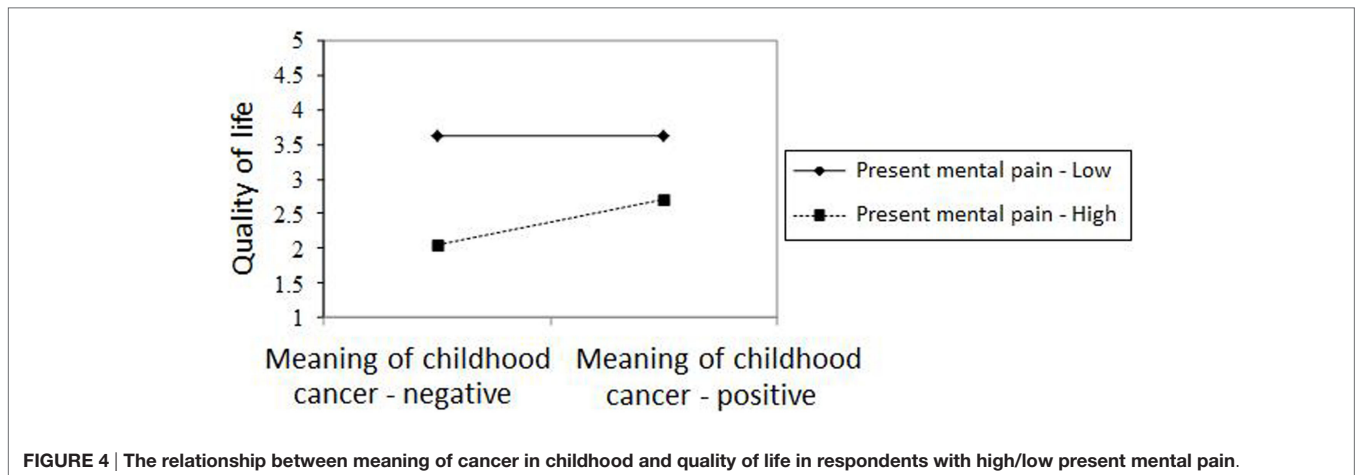 5
4.5
4
3.5
3
2.5
2
1.5
1
Quality of life
Meaning of childhood
cancer - negative
Meaning of childhood
cancer - positive
Present mental pain - Low
Present mental pain - High
FIGURE 4 | The relationship between meaning of cancer in childhood and quality of life in respondents with high/low present mental pain.